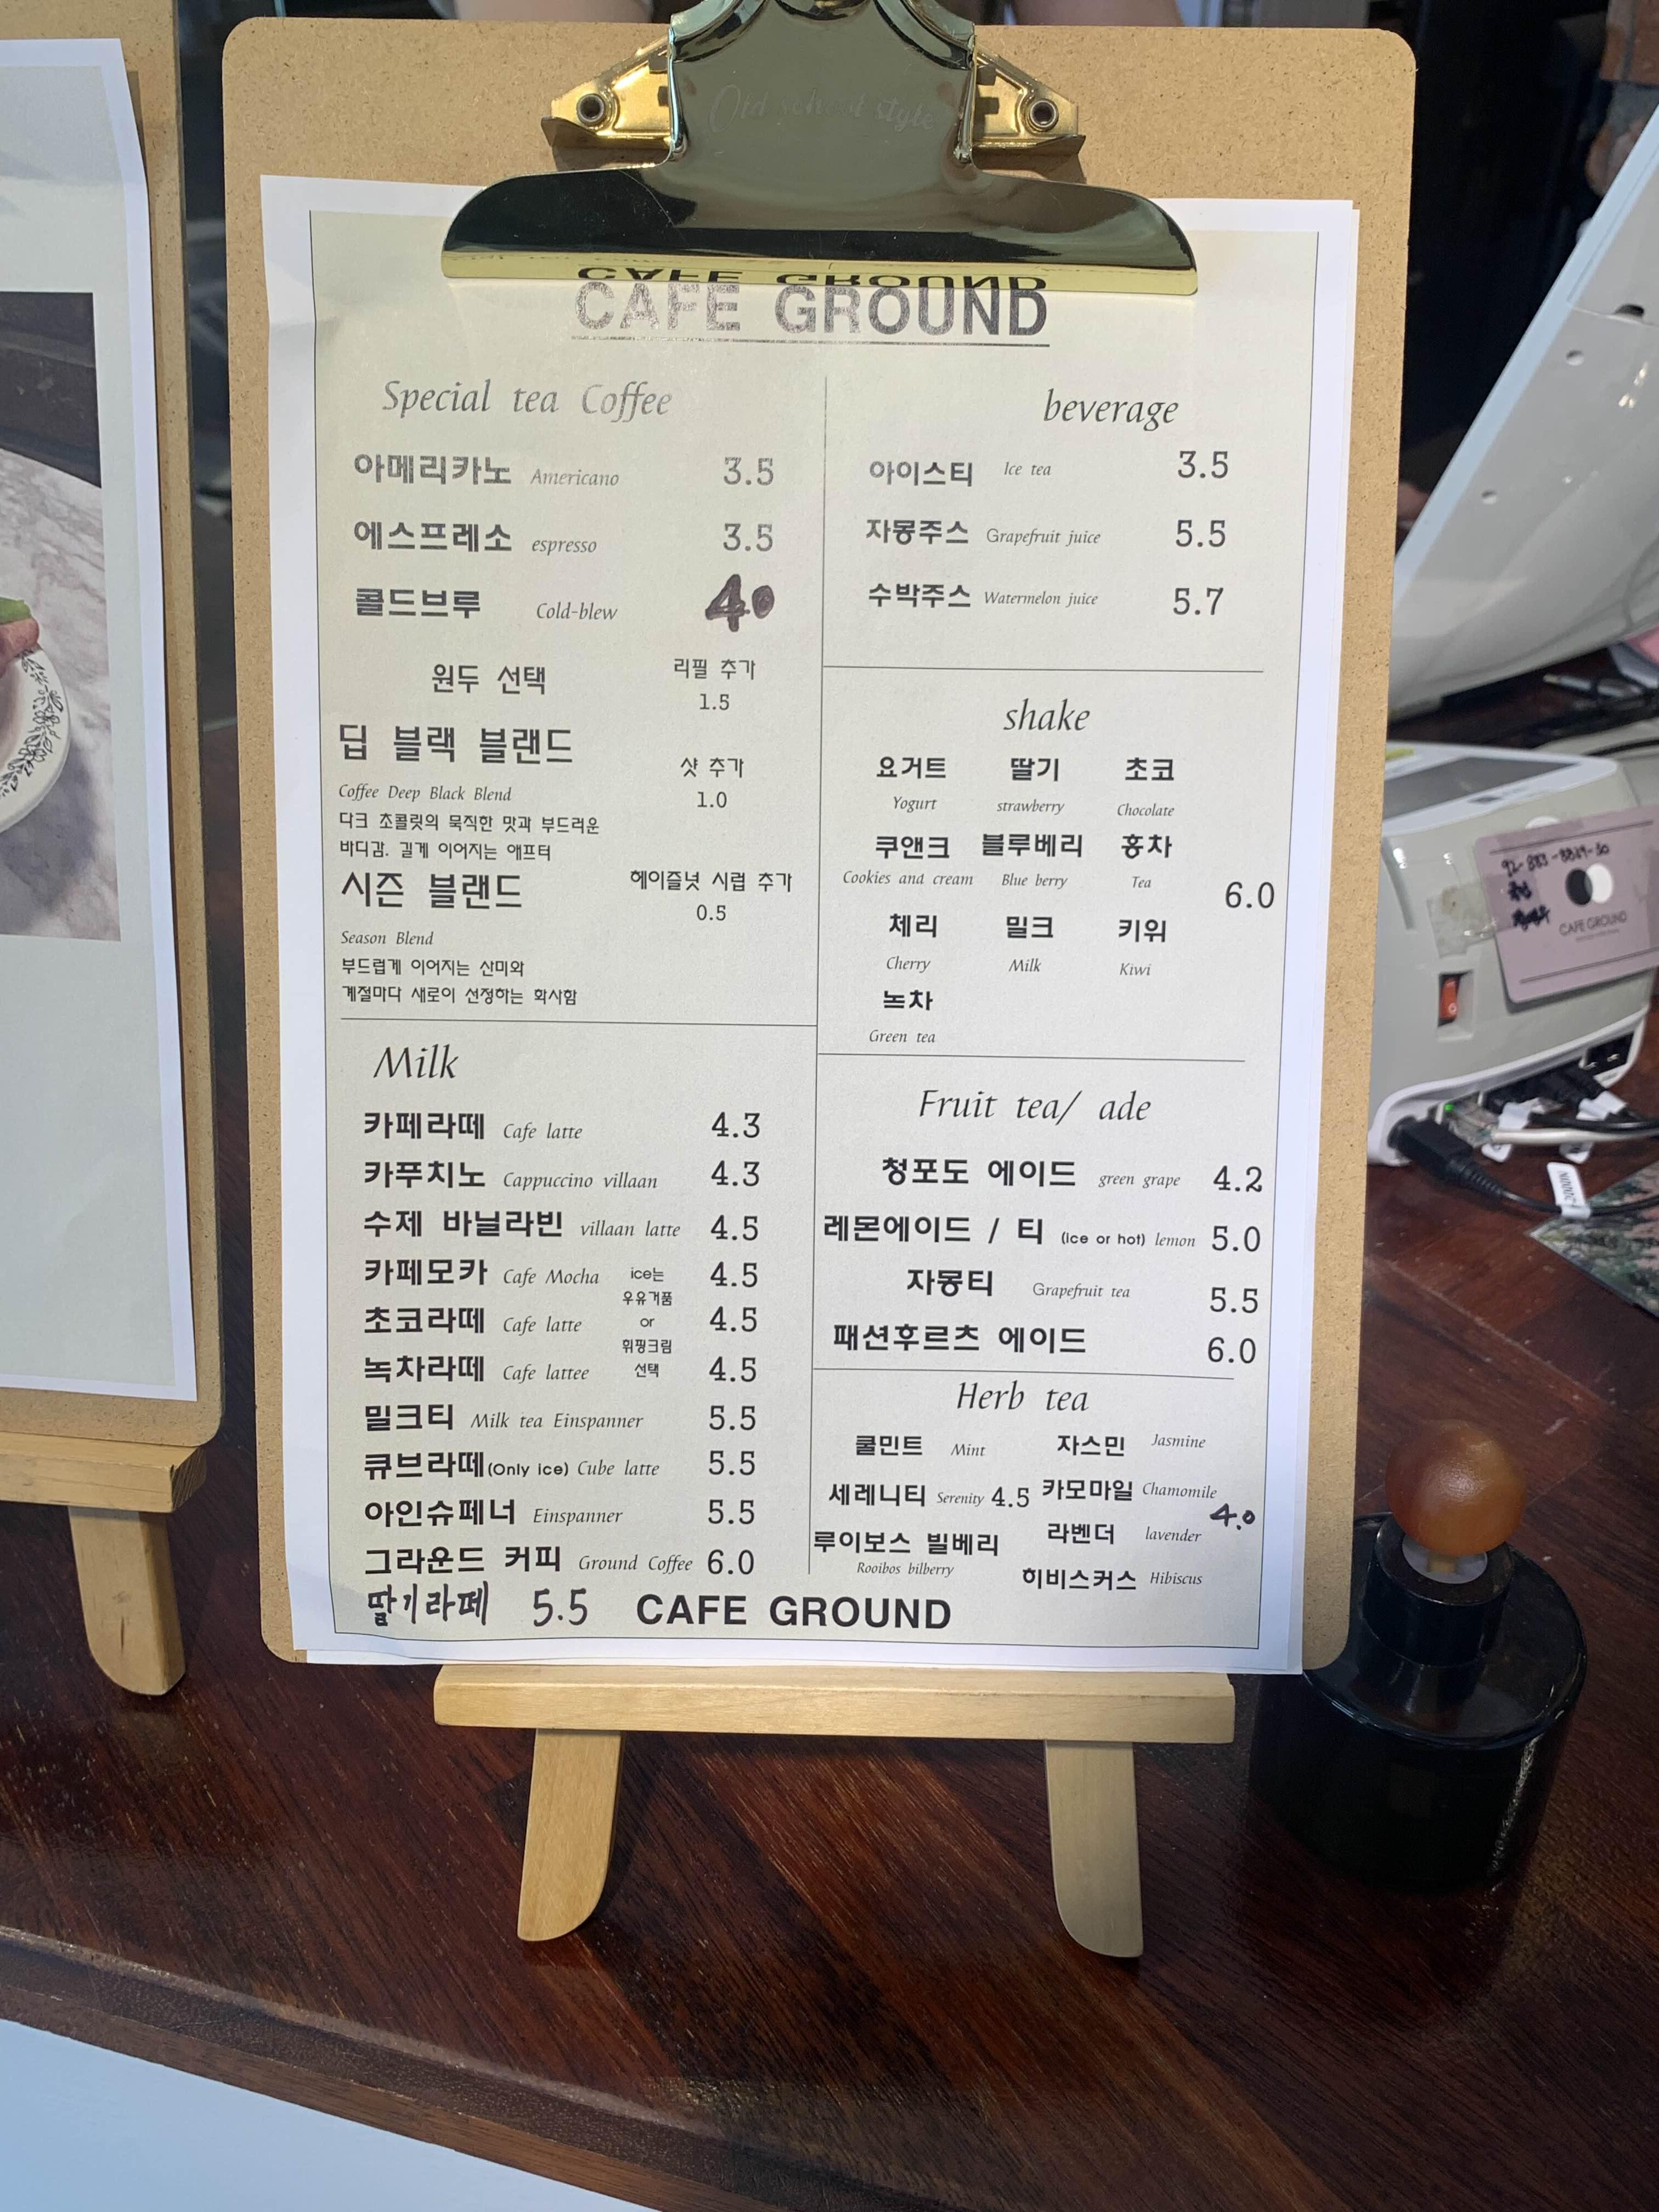 Old school style
CAFE GROUND
Special tea Coffee
아메리카노 Americano 3.5
에스프레소 espresso 3.5
콜드브루 Cold-blew 4.0
원두 선택
리필 추가
1.5
딥 블랙 블랜드
Coffee Deep Black Blend
다크 초콜릿의 묵직한 맛과 부드러운
바디감. 길게 이어지는 애프터
샷 추가
1.0
시즌 블랜드
Season Blend
부드럽게 이어지는 산미와
계절마다 새로이 선정하는 화사함
헤이즐넛 시럽 추가
0.5
Milk
카페라떼 Cafe latte 4.3
카푸치노 Cappuccino villaan 4.3
수제 바닐라빈 villaan latte 4.5
카페모카 Cafe Mocha 4.5
초코라떼 Cafe latte 4.5
녹차라떼 Cafe lattee 4.5
ice는
우유거품
or
휘핑크림
선택
밀크티 Milk tea Einspanner 5.5
큐브라떼(Only ice) Cube latte 5.5
아인슈페너 Einspanner 5.5
그라운드 커피 Ground Coffee 6.0
딸기라떼 5.5
beverage
아이스티 Ice tea 3.5
자몽주스 Grapefruit juice 5.5
수박주스 Watermelon juice 5.7
shake
요거트 딸기 초코
Yogurt strawberry Chocolate
쿠앤크 블루베리 홍차
Cookies and cream Blue berry Tea
6.0
체리 밀크 키위
Cherry Milk Kiwi
녹차
Green tea
Fruit tea/ ade
청포도 에이드 green grape 4.2
레몬에이드 / 티 (ice or hot) lemon 5.0
자몽티 Grapefruit tea 5.5
패션후르츠 에이드 6.0
Herb tea
쿨민트 Mint 자스민 Jasmine
세레니티 Serenity 4.5 카모마일 Chamomile
4.0
루이보스 빌베리 라벤더 lavender
Rooibos bilberry
히비스커스 Hibiscus
CAFE GROUND
CAFE GROUND